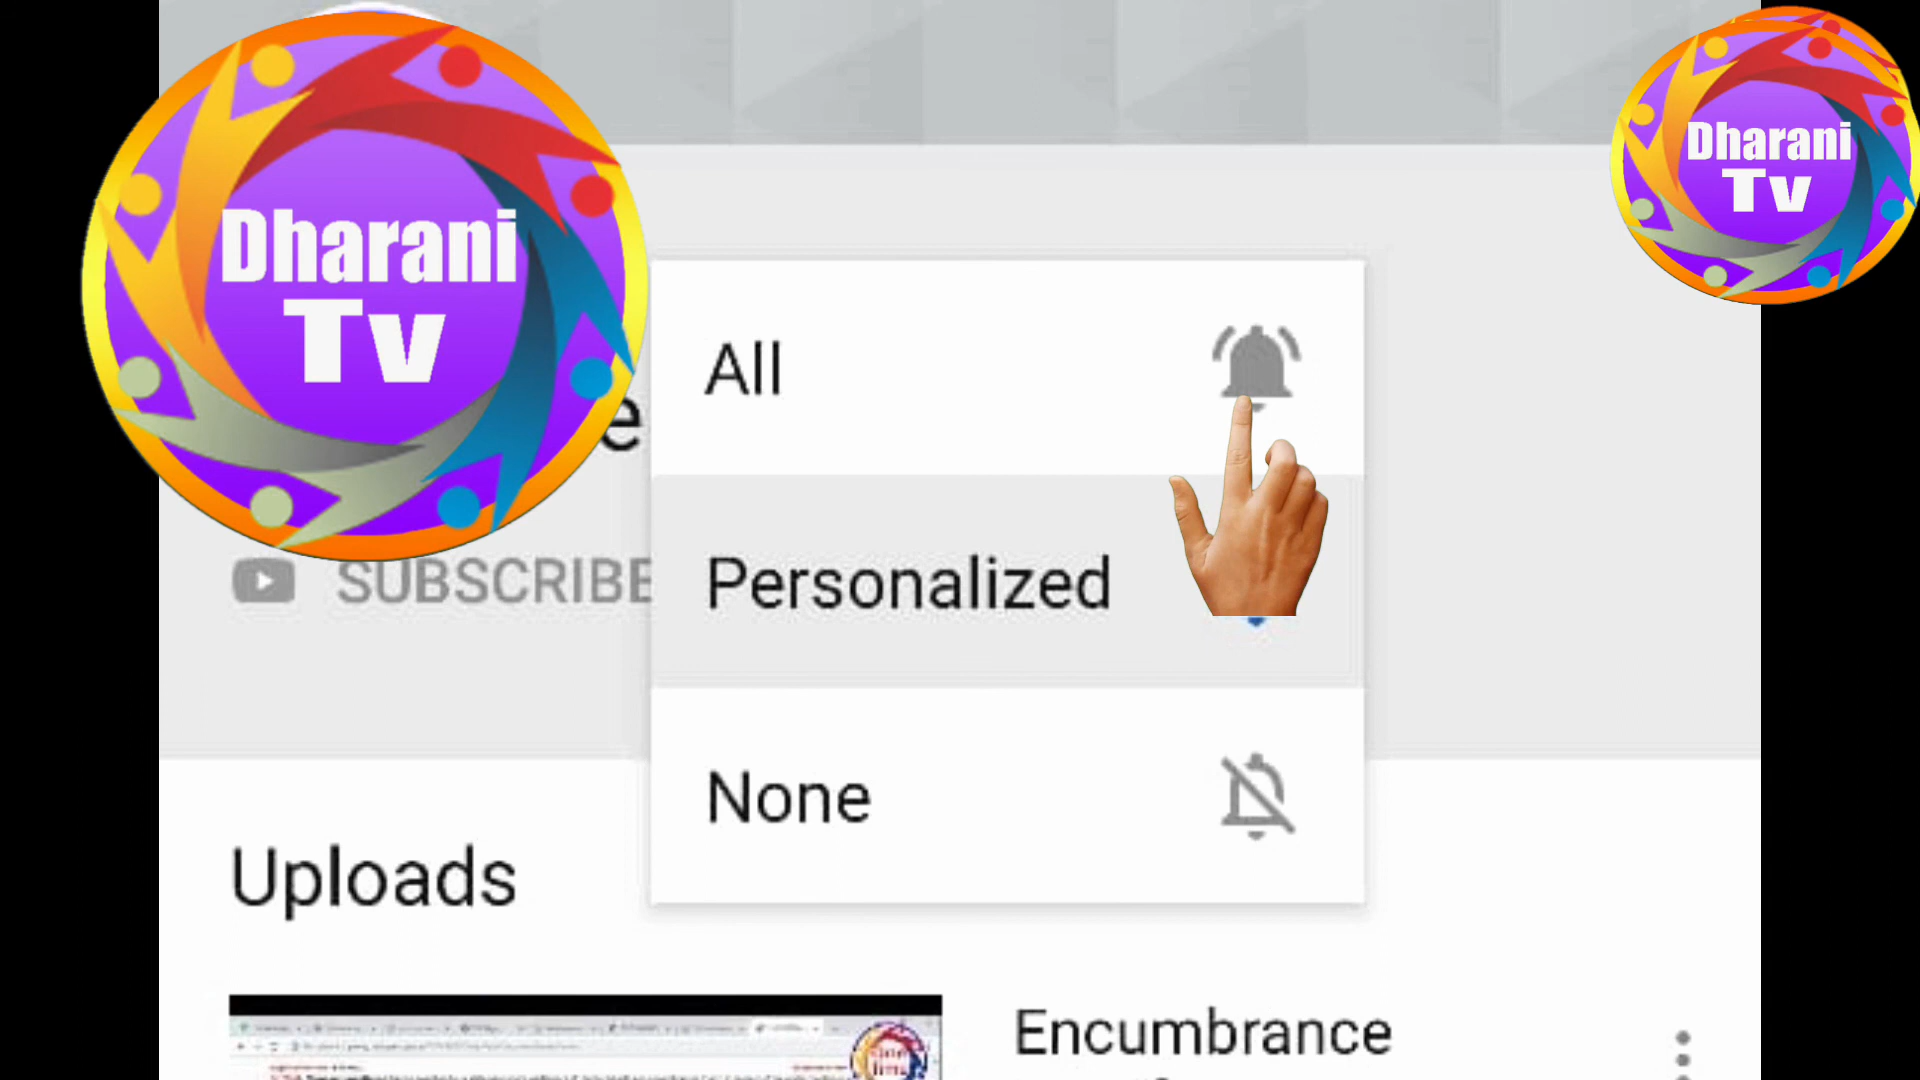 Dharani
Tv
Dharani
Tv
All
e
SUBSCRIBE
Personalized
None
Uploads
Encumbrance